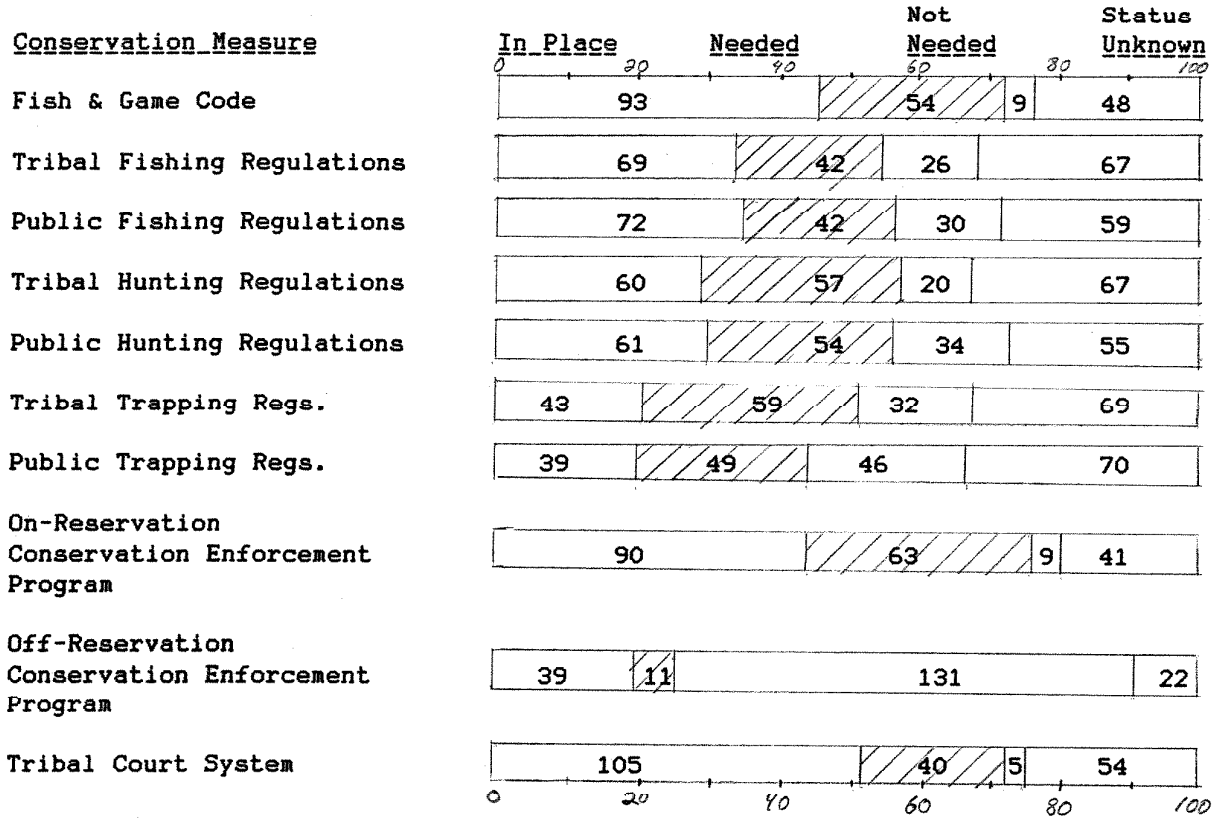 Not Status
Conservation Measure In Place Needed Needed Unknown
0 20 40 60 80 100
Fish & Game Code 93 54 9 48
Tribal Fishing Regulations 69 42 26 67
Public Fishing Regulations 72 42 30 59
Tribal Hunting Regulations 60 57 20 67
Public Hunting Regulations 61 54 34 55
Tribal Trapping Regs. 43 59 32 69
Public Trapping Regs. 39 49 46 70
On-Reservation
Conservation Enforcement 90 63 9 41
Program
Off-Reservation
Conservation Enforcement 39 11 131 22
Program
Tribal Court System 105 40 5 54
0 20 40 60 80 100